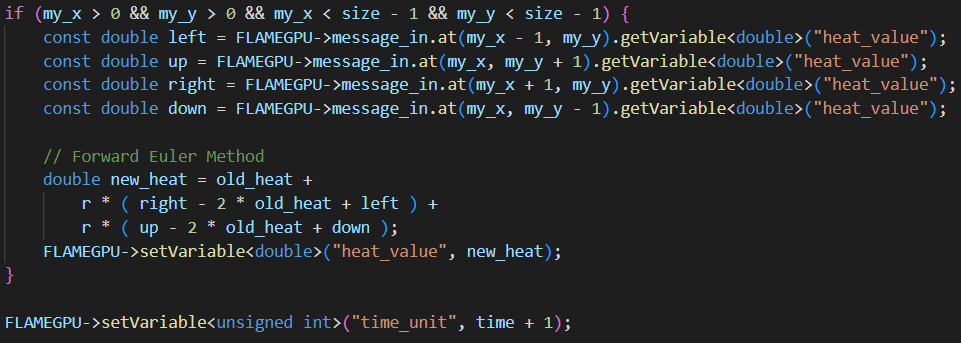 if (my_x > 0 && my_y > 0 && my_x < size - 1 && my_y < size - 1) {
    const double left = FLAMEGPU->message_in.at(my_x - 1, my_y).getVariable<double>("heat_value");
    const double up = FLAMEGPU->message_in.at(my_x, my_y + 1).getVariable<double>("heat_value");
    const double right = FLAMEGPU->message_in.at(my_x + 1, my_y).getVariable<double>("heat_value");
    const double down = FLAMEGPU->message_in.at(my_x, my_y - 1).getVariable<double>("heat_value");

    // Forward Euler Method
    double new_heat = old_heat +
        r * ( right - 2 * old_heat + left ) +
        r * ( up - 2 * old_heat + down );
    FLAMEGPU->setVariable<double>("heat_value", new_heat);
}

FLAMEGPU->setVariable<unsigned int>("time_unit", time + 1);